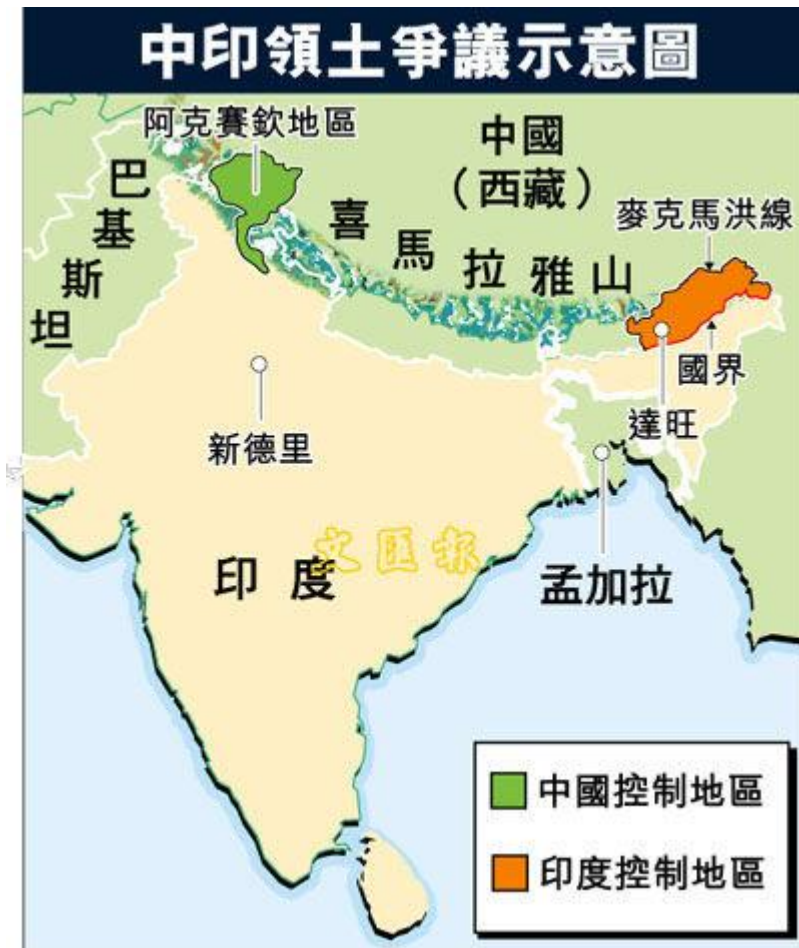 中印領土爭議示意圖
阿克賽欽地區
中國
（西藏）
巴基斯坦
喜馬拉雅山
麥克馬洪線
國界
達旺
新德里
文匯報
印度
孟加拉
中國控制地區
印度控制地區